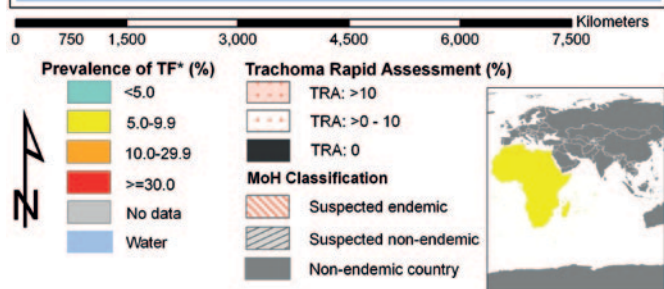 Kilometers
0 750 1,500 3,000 4,500 6,000 7,500
Prevalence of TF* (%)
<5.0
5.0-9.9
10.0-29.9
>=30.0
No data
Water
N
Trachoma Rapid Assessment (%)
TRA: >10
TRA: >0 - 10
TRA: 0
MoH Classification
Suspected endemic
Suspected non-endemic
Non-endemic country